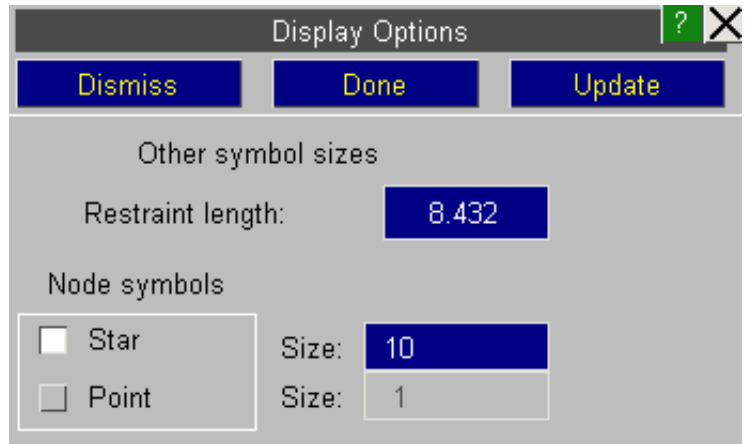 Display Options ? X
Dismiss Done Update
Other symbol sizes
Restraint length: 8.432
Node symbols
Star Size: 10
Point Size: 1